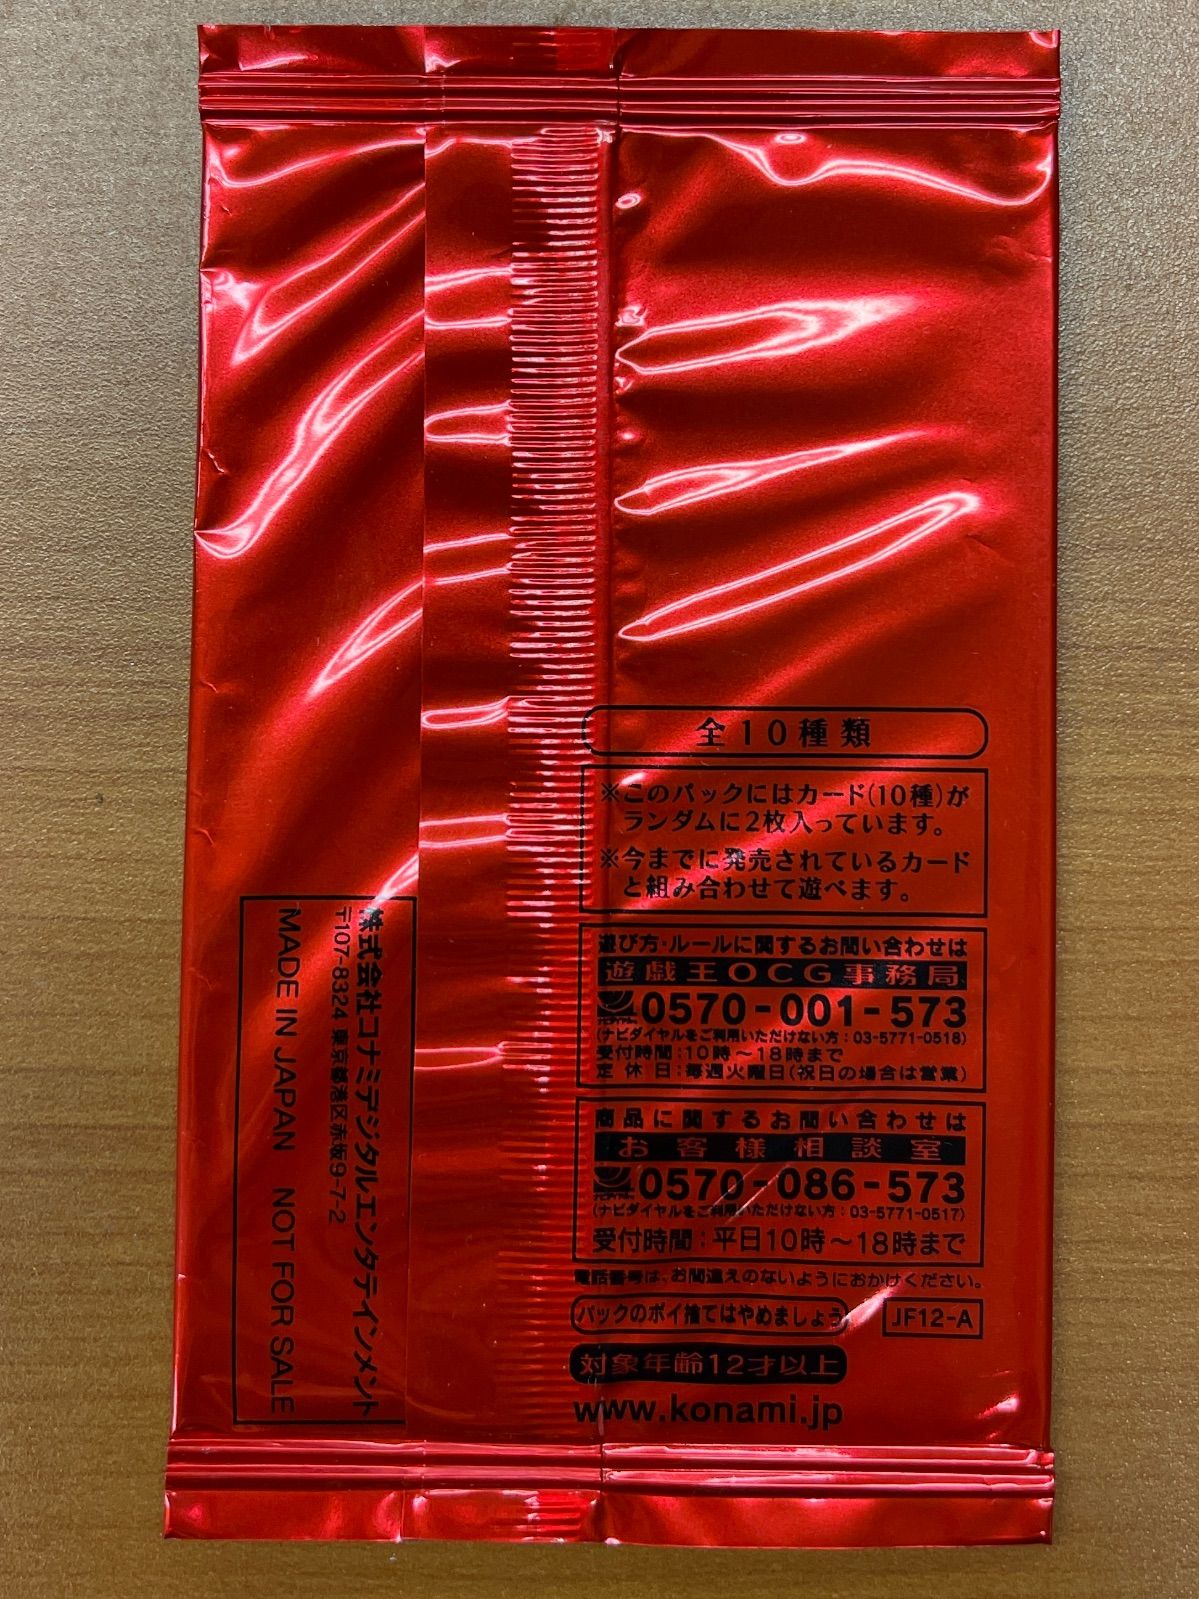 全10種類
※このパックにはカード(10種)が
ランダムに2枚入っています。
※今までに発売されているカード
と組み合わせて遊べます。
遊び方・ルールに関するお問い合わせは
遊戯王OCG事務局
0570-001-573
(ナビダイヤルをご利用いただけない方:03-5771-0518)
受付時間:10時～18時まで
定休日:毎週火曜日(祝日の場合は営業)
商品に関するお問い合わせは
お客様相談室
0570-086-573
(ナビダイヤルをご利用いただけない方:03-5771-0517)
受付時間:平日10時～18時まで
電話番号は、お間違えのないようにおかけください。
パックのポイ捨てはやめましょう
JF12-A
対象年齢12才以上
www.konami.jp
株式会社コナミデジタルエンタテインメント
〒107-8324 東京都港区赤坂9-7-2
MADE IN JAPAN NOT FOR SALE